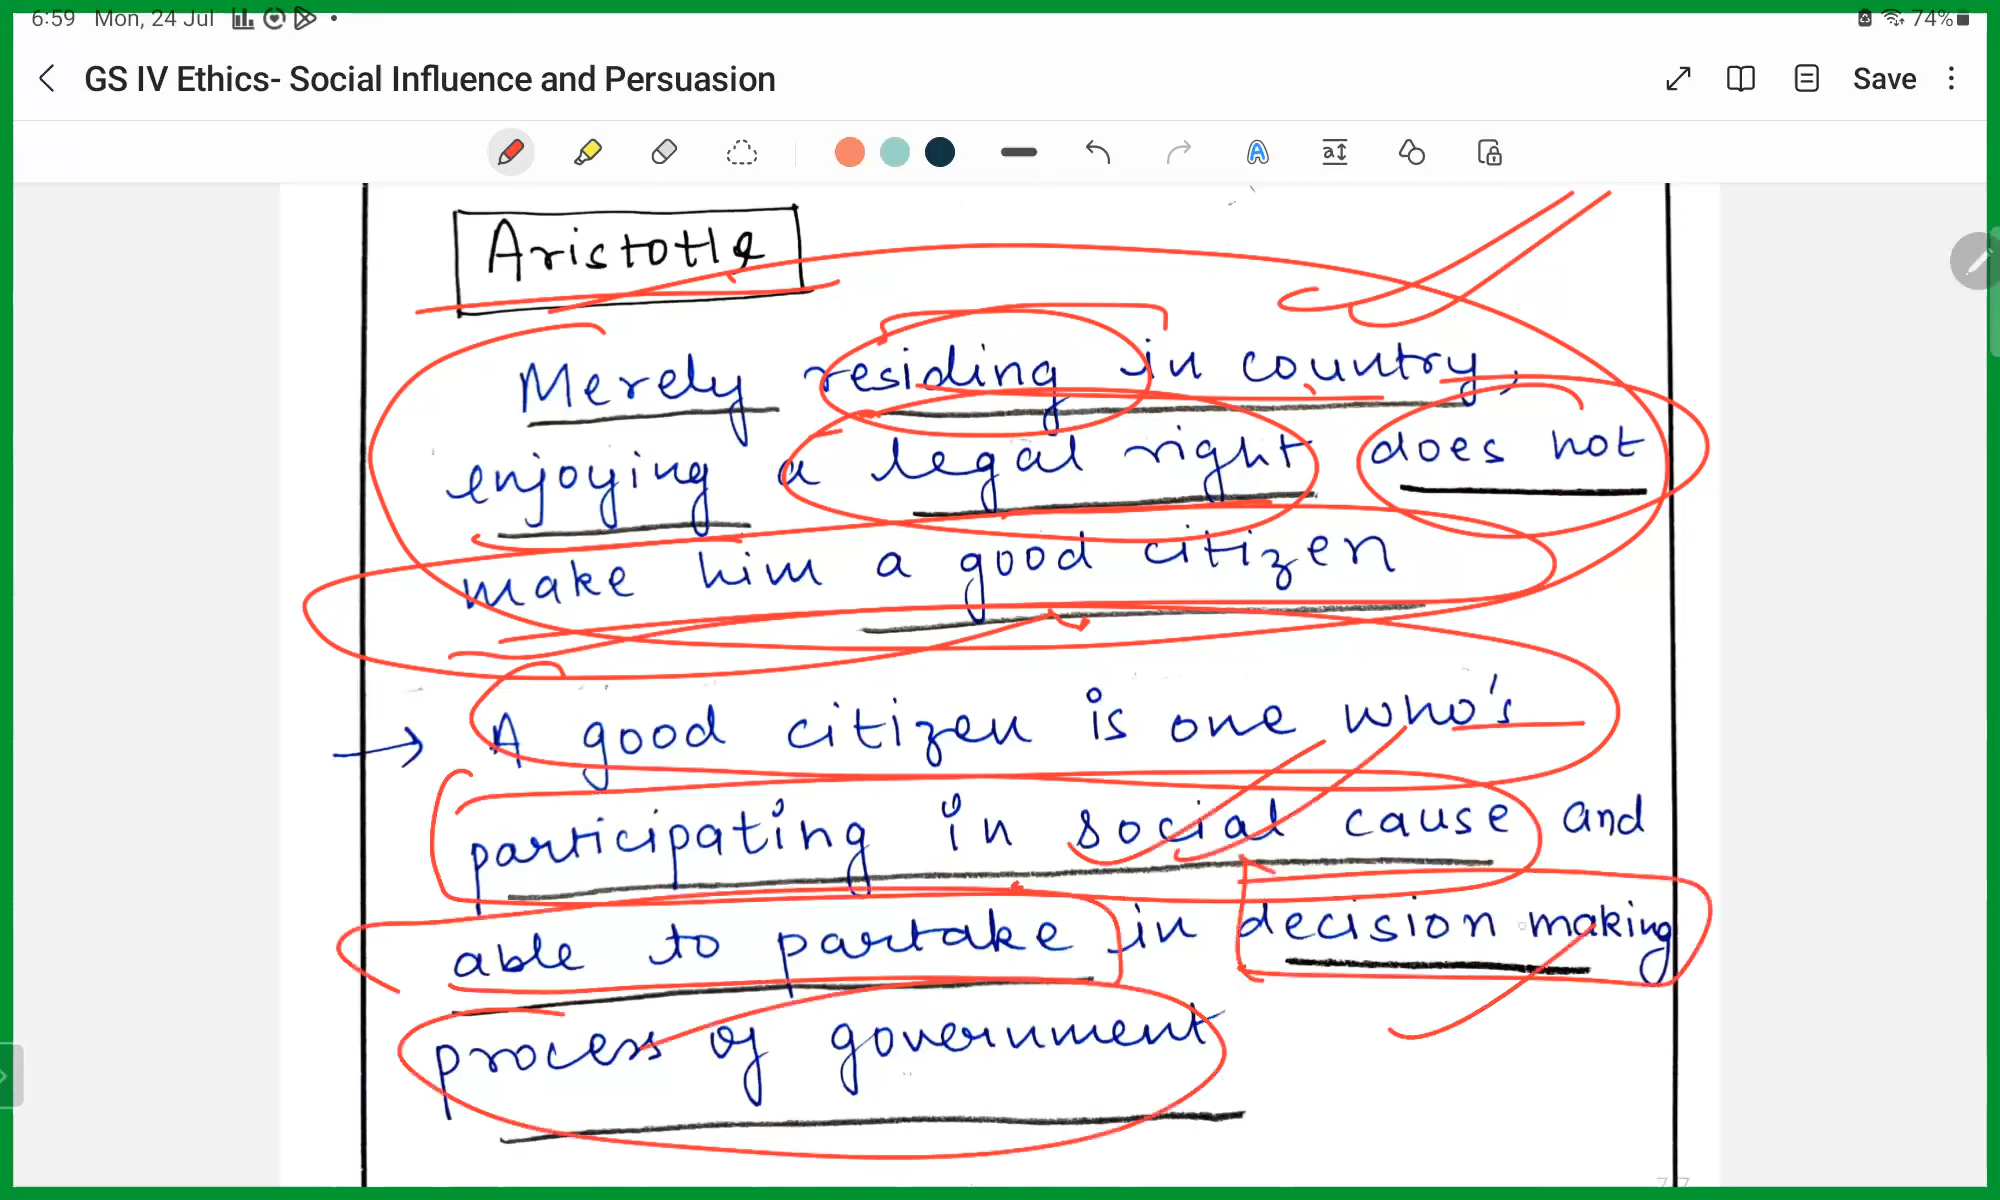 6:59 Mon, 24 Jul 74%
GS IV Ethics- Social Influence and Persuasion
Save
Aristotle
Merely residing in country,
enjoying a legal right does not
make him a good citizen
→ A good citizen is one who's
participating in social cause and
able to partake in decision making
process of government